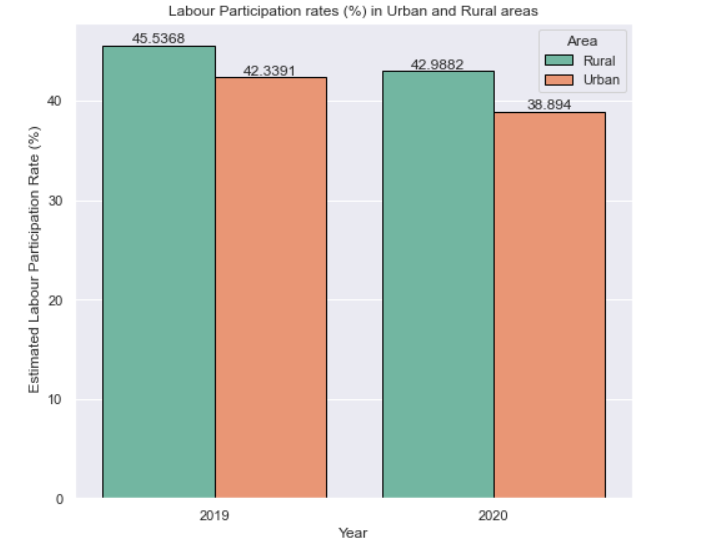 Labour Participation rates (%) in Urban and Rural areas
45.5368
42.3391
42.9882
38.894
Area
Rural
Urban
Estimated Labour Participation Rate (%)
40
30
20
10
0
2019
2020
Year